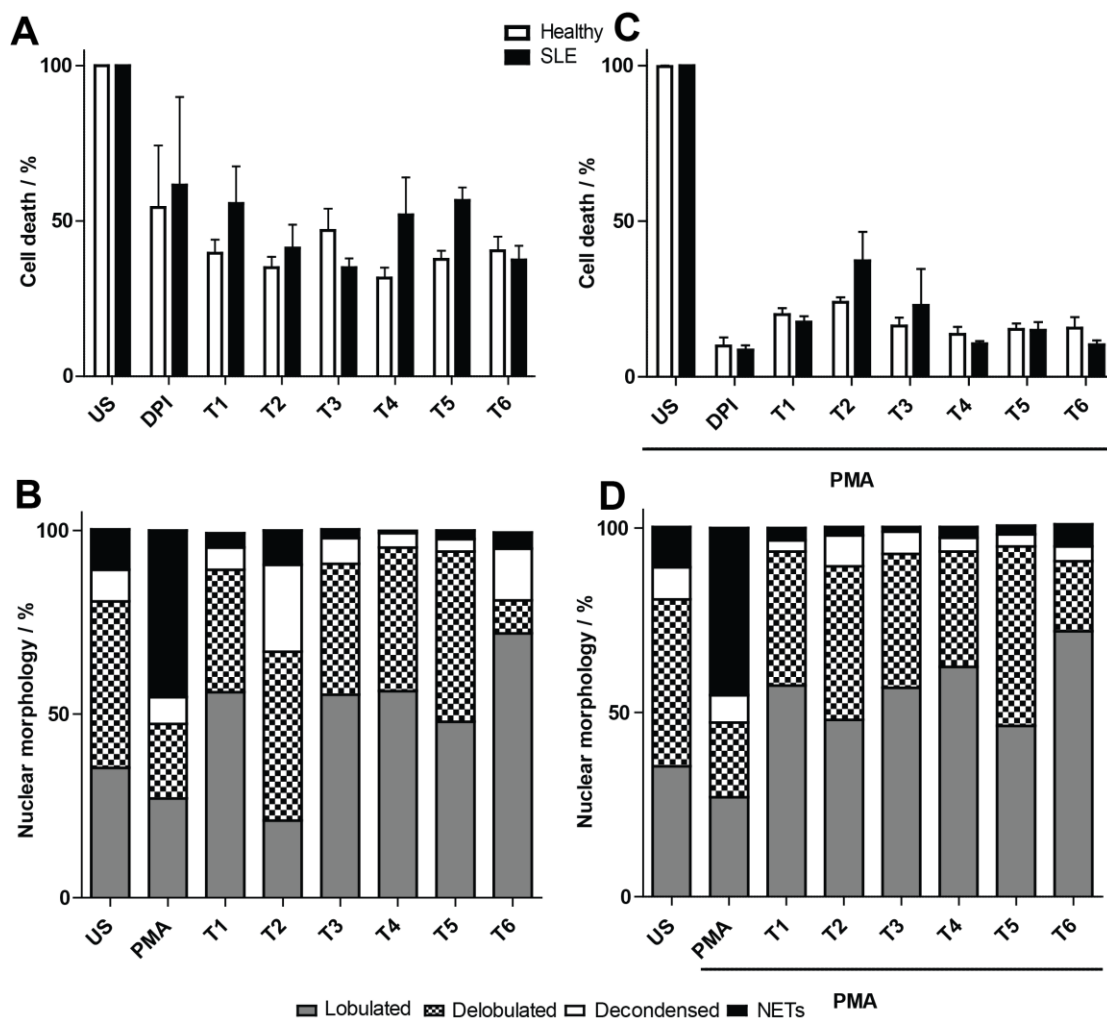 A
Healthy
SLE
Cell death / %
100
50
0
US DPI T1 T2 T3 T4 T5 T6
C
Cell death / %
100
50
0
US DPI T1 T2 T3 T4 T5 T6
PMA
B
Nuclear morphology / %
100
50
0
US PMA T1 T2 T3 T4 T5 T6
D
Nuclear morphology / %
100
50
0
US PMA T1 T2 T3 T4 T5 T6
PMA
Lobulated Delobulated Decondensed NETs